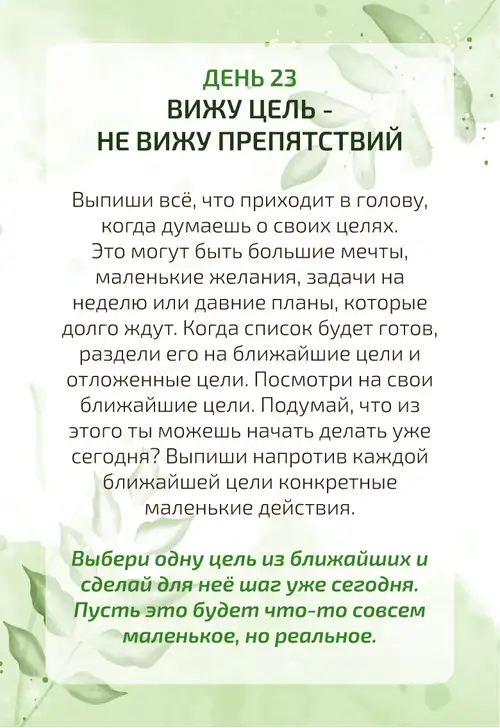 ДЕНЬ 23
ВИЖУ ЦЕЛЬ -
НЕ ВИЖУ ПРЕПЯТСТВИЙ
Выпиши всё, что приходит в голову,
когда думаешь о своих целях.
Это могут быть большие мечты,
маленькие желания, задачи на
неделю или давние планы, которые
долго ждут. Когда список будет готов,
раздели его на ближайшие цели и
отложенные цели. Посмотри на свои
ближайшие цели. Подумай, что из
этого ты можешь начать делать уже
сегодня? Выпиши напротив каждой
ближайшей цели конкретные
маленькие действия.
Выбери одну цель из ближайших и
сделай для неё шаг уже сегодня.
Пусть это будет что-то совсем
маленькое, но реальное.